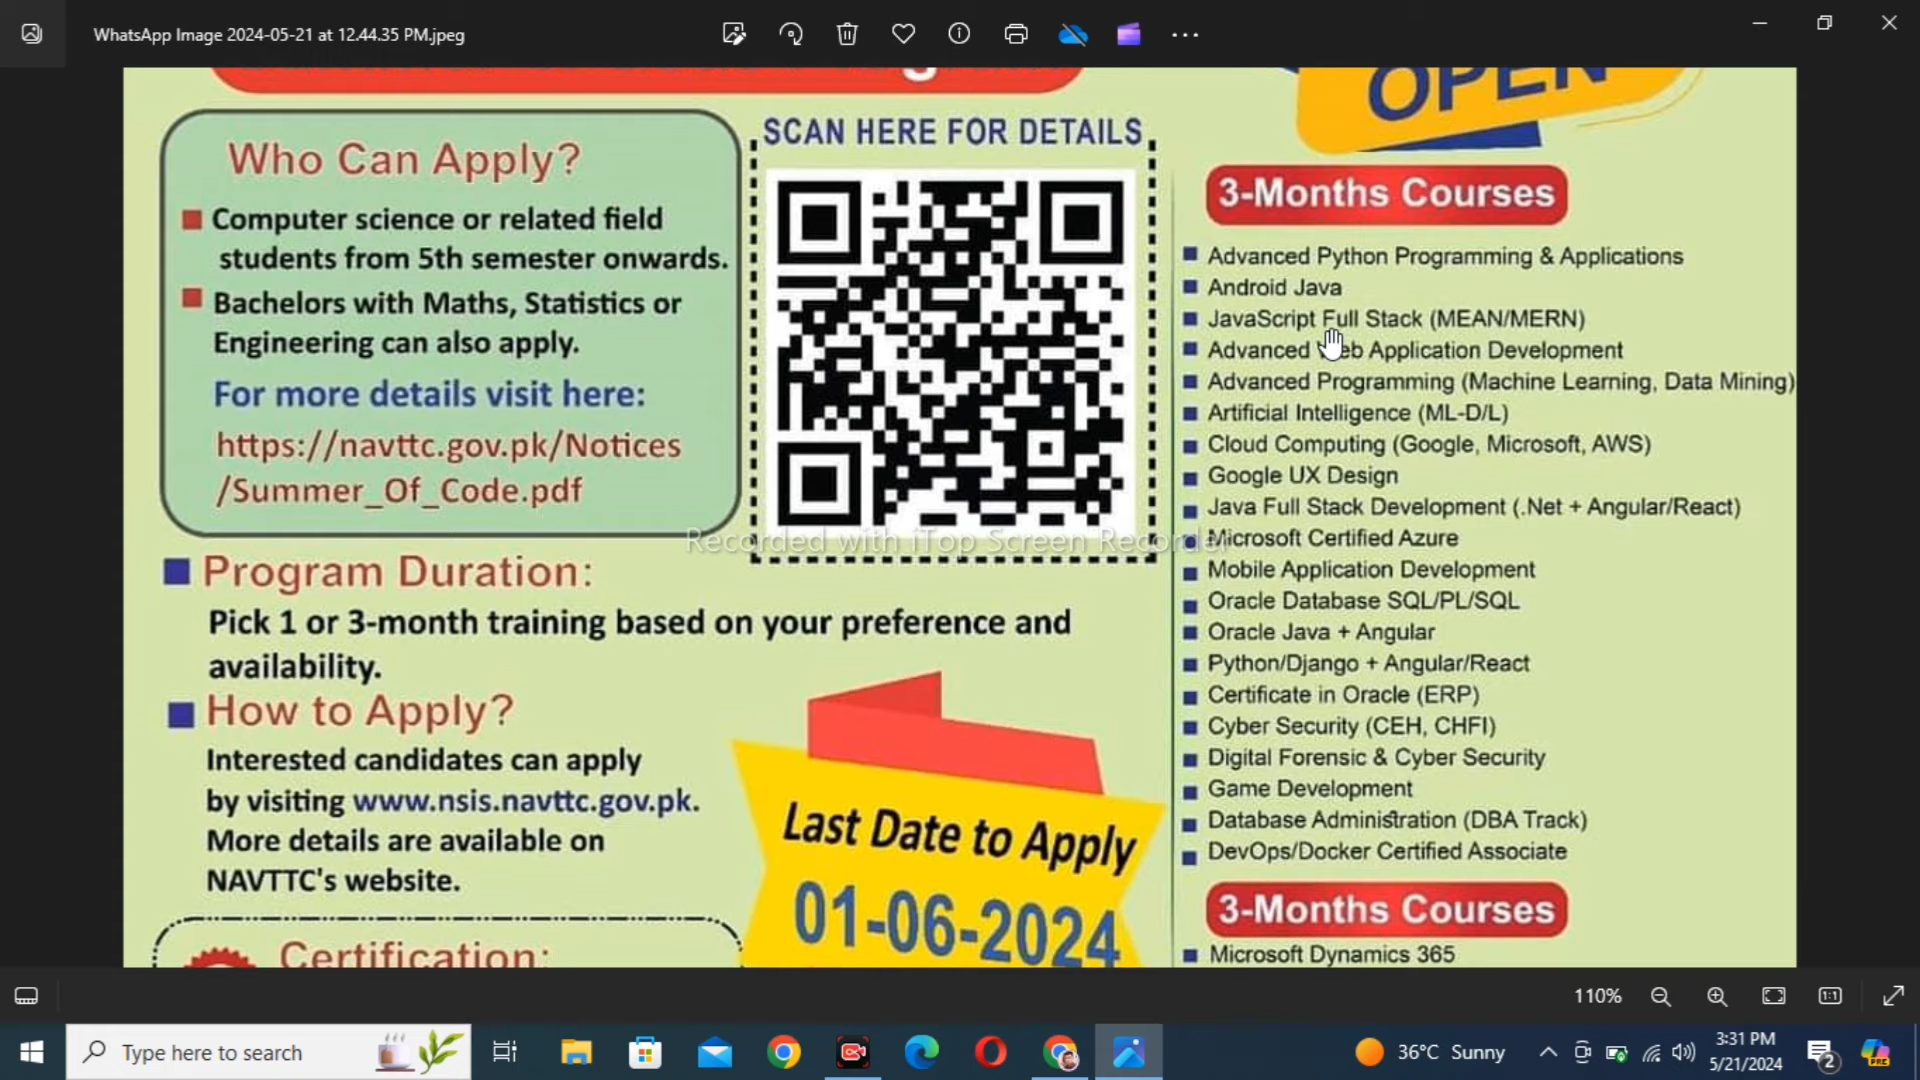 WhatsApp Image 2024-05-21 at 12.44.35 PM.jpeg
OPEN
Who Can Apply?
Computer science or related field
students from 5th semester onwards.
Bachelors with Maths, Statistics or
Engineering can also apply.
For more details visit here:
https://navttc.gov.pk/Notices
/Summer_Of_Code.pdf
SCAN HERE FOR DETAILS
Program Duration:
Pick 1 or 3-month training based on your preference and
availability.
How to Apply?
Interested candidates can apply
by visiting www.nsis.navttc.gov.pk.
More details are available on
NAVTTC's website.
Certification:
Last Date to Apply
01-06-2024
3-Months Courses
Advanced Python Programming & Applications
Android Java
JavaScript Full Stack (MEAN/MERN)
Advanced Web Application Development
Advanced Programming (Machine Learning, Data Mining)
Artificial Intelligence (ML-D/L)
Cloud Computing (Google, Microsoft, AWS)
Google UX Design
Java Full Stack Development (.Net + Angular/React)
Microsoft Certified Azure
Mobile Application Development
Oracle Database SQL/PL/SQL
Oracle Java + Angular
Python/Django + Angular/React
Certificate in Oracle (ERP)
Cyber Security (CEH, CHFI)
Digital Forensic & Cyber Security
Game Development
Database Administration (DBA Track)
DevOps/Docker Certified Associate
3-Months Courses
Microsoft Dynamics 365
Recorded with iTop Screen Recorder
110%
1:1
Type here to search
36°C Sunny
3:31 PM
5/21/2024
2
PRE